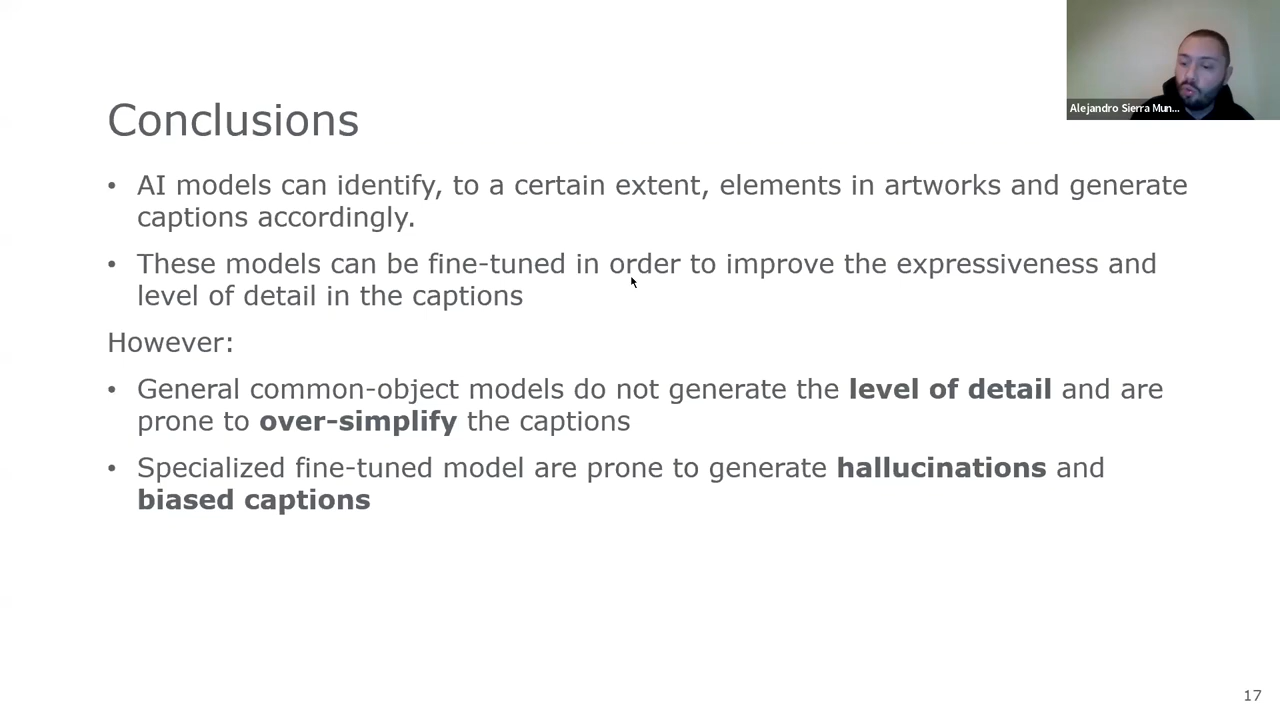 Conclusions
• AI models can identify, to a certain extent, elements in artworks and generate
captions accordingly.
• These models can be fine-tuned in order to improve the expressiveness and
level of detail in the captions
However:
• General common-object models do not generate the level of detail and are
prone to over-simplify the captions
• Specialized fine-tuned model are prone to generate hallucinations and
biased captions
Alejandro Sierra Mun...
17